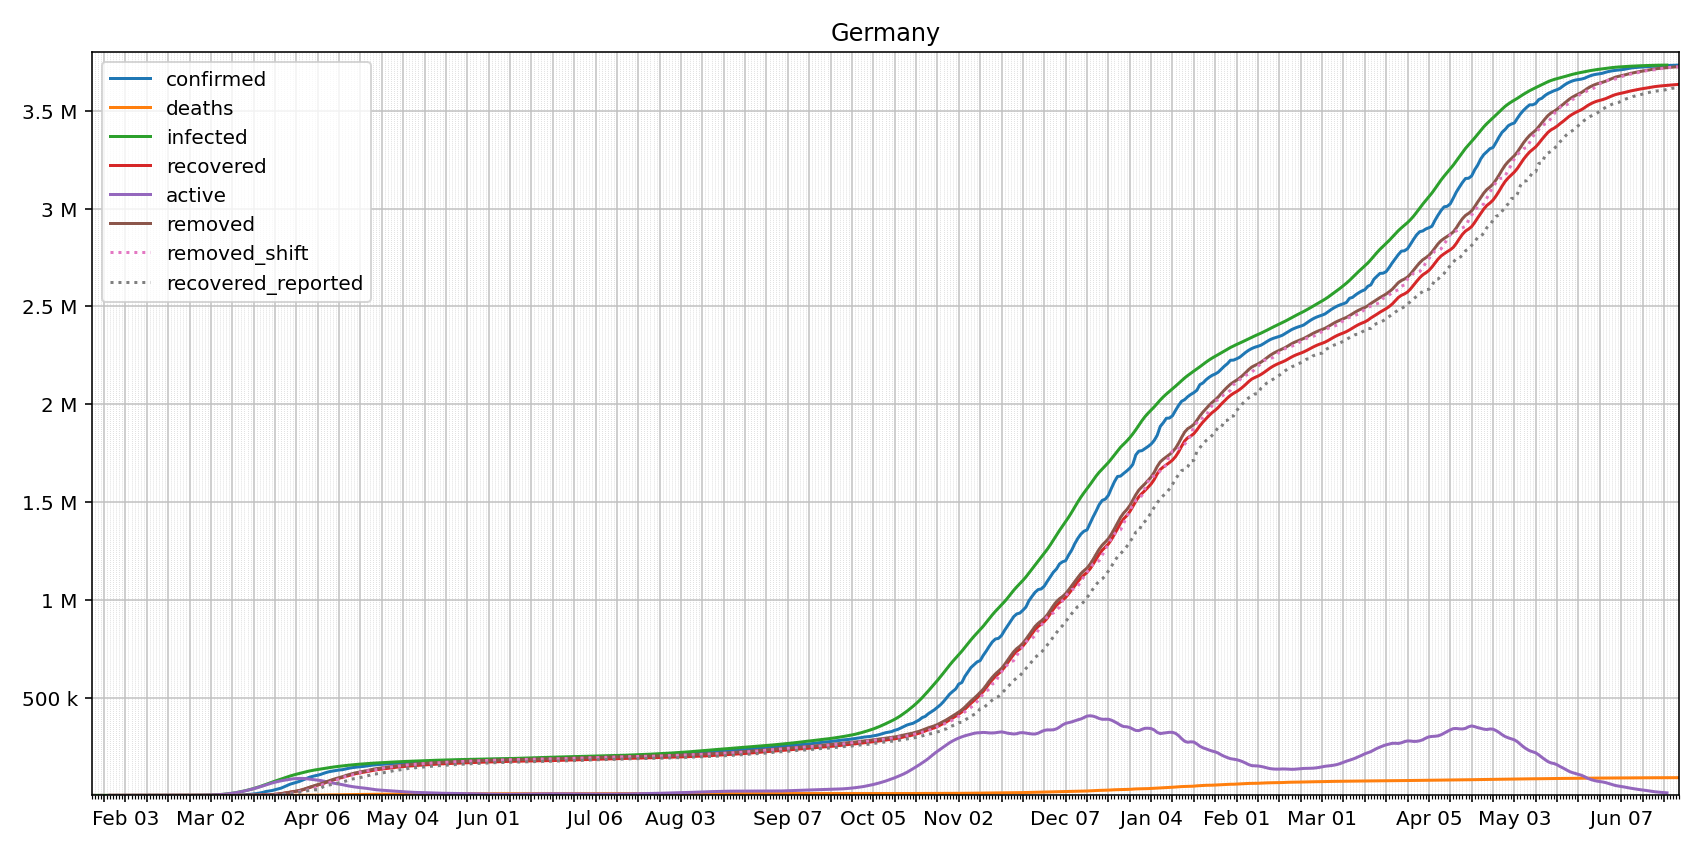 Germany
confirmed
deaths
infected
recovered
active
removed
removed_shift
recovered_reported
3.5 M
3 M
2.5 M
2 M
1.5 M
1 M
500 k
Feb 03 Mar 02 Apr 06 May 04 Jun 01 Jul 06 Aug 03 Sep 07 Oct 05 Nov 02 Dec 07 Jan 04 Feb 01 Mar 01 Apr 05 May 03 Jun 07